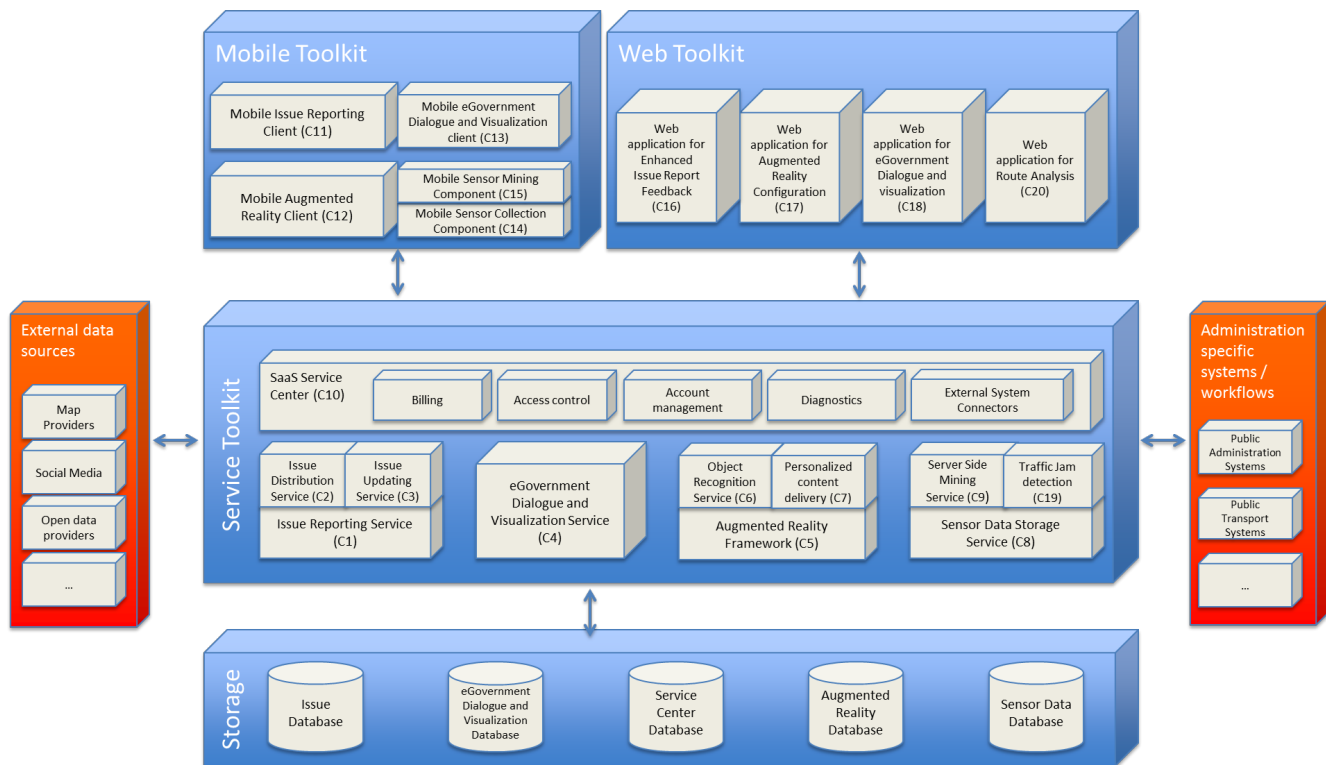 Mobile Toolkit
Mobile Issue Reporting
Client (C11)
Mobile eGovernment
Dialogue and Visualization
client (C13)
Mobile Augmented
Reality Client (C12)
Mobile Sensor Mining
Component (C15)
Mobile Sensor Collection
Component (C14)
Web Toolkit
Web
application for
Enhanced
Issue Report
Feedback
(C16)
Web
application for
Augmented
Reality
Configuration
(C17)
Web
application for
eGovernment
Dialogue and
visualization
(C18)
Web
application for
Route Analysis
(C20)
External data
sources
Map
Providers
Social Media
Open data
providers
...
Service Toolkit
SaaS Service
Center (C10)
Billing
Access control
Account
management
Diagnostics
External System
Connectors
Issue
Distribution
Service (C2)
Issue
Updating
Service (C3)
Issue Reporting Service
(C1)
eGovernment
Dialogue and
Visualization Service
(C4)
Object
Recognition
Service (C6)
Personalized
content
delivery (C7)
Augmented Reality
Framework (C5)
Server Side
Mining
Service (C9)
Traffic Jam
detection
(C19)
Sensor Data Storage
Service (C8)
Administration
specific
systems /
workflows
Public
Administration
Systems
Public
Transport
Systems
...
Storage
Issue
Database
eGovernment
Dialogue and
Visualization
Database
Service
Center
Database
Augmented
Reality
Database
Sensor Data
Database